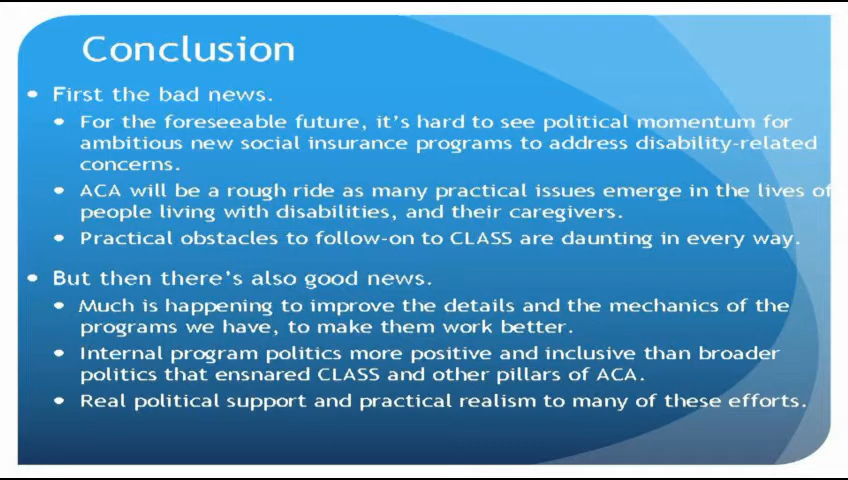 Conclusion
• First the bad news.
• For the foreseeable future, it's hard to see political momentum for
ambitious new social insurance programs to address disability-related
concerns.
• ACA will be a rough ride as many practical issues emerge in the lives of
people living with disabilities, and their caregivers.
• Practical obstacles to follow-on to CLASS are daunting in every way.
• But then there's also good news.
• Much is happening to improve the details and the mechanics of the
programs we have, to make them work better.
• Internal program politics more positive and inclusive than broader
politics that ensnared CLASS and other pillars of ACA.
• Real political support and practical realism to many of these efforts.